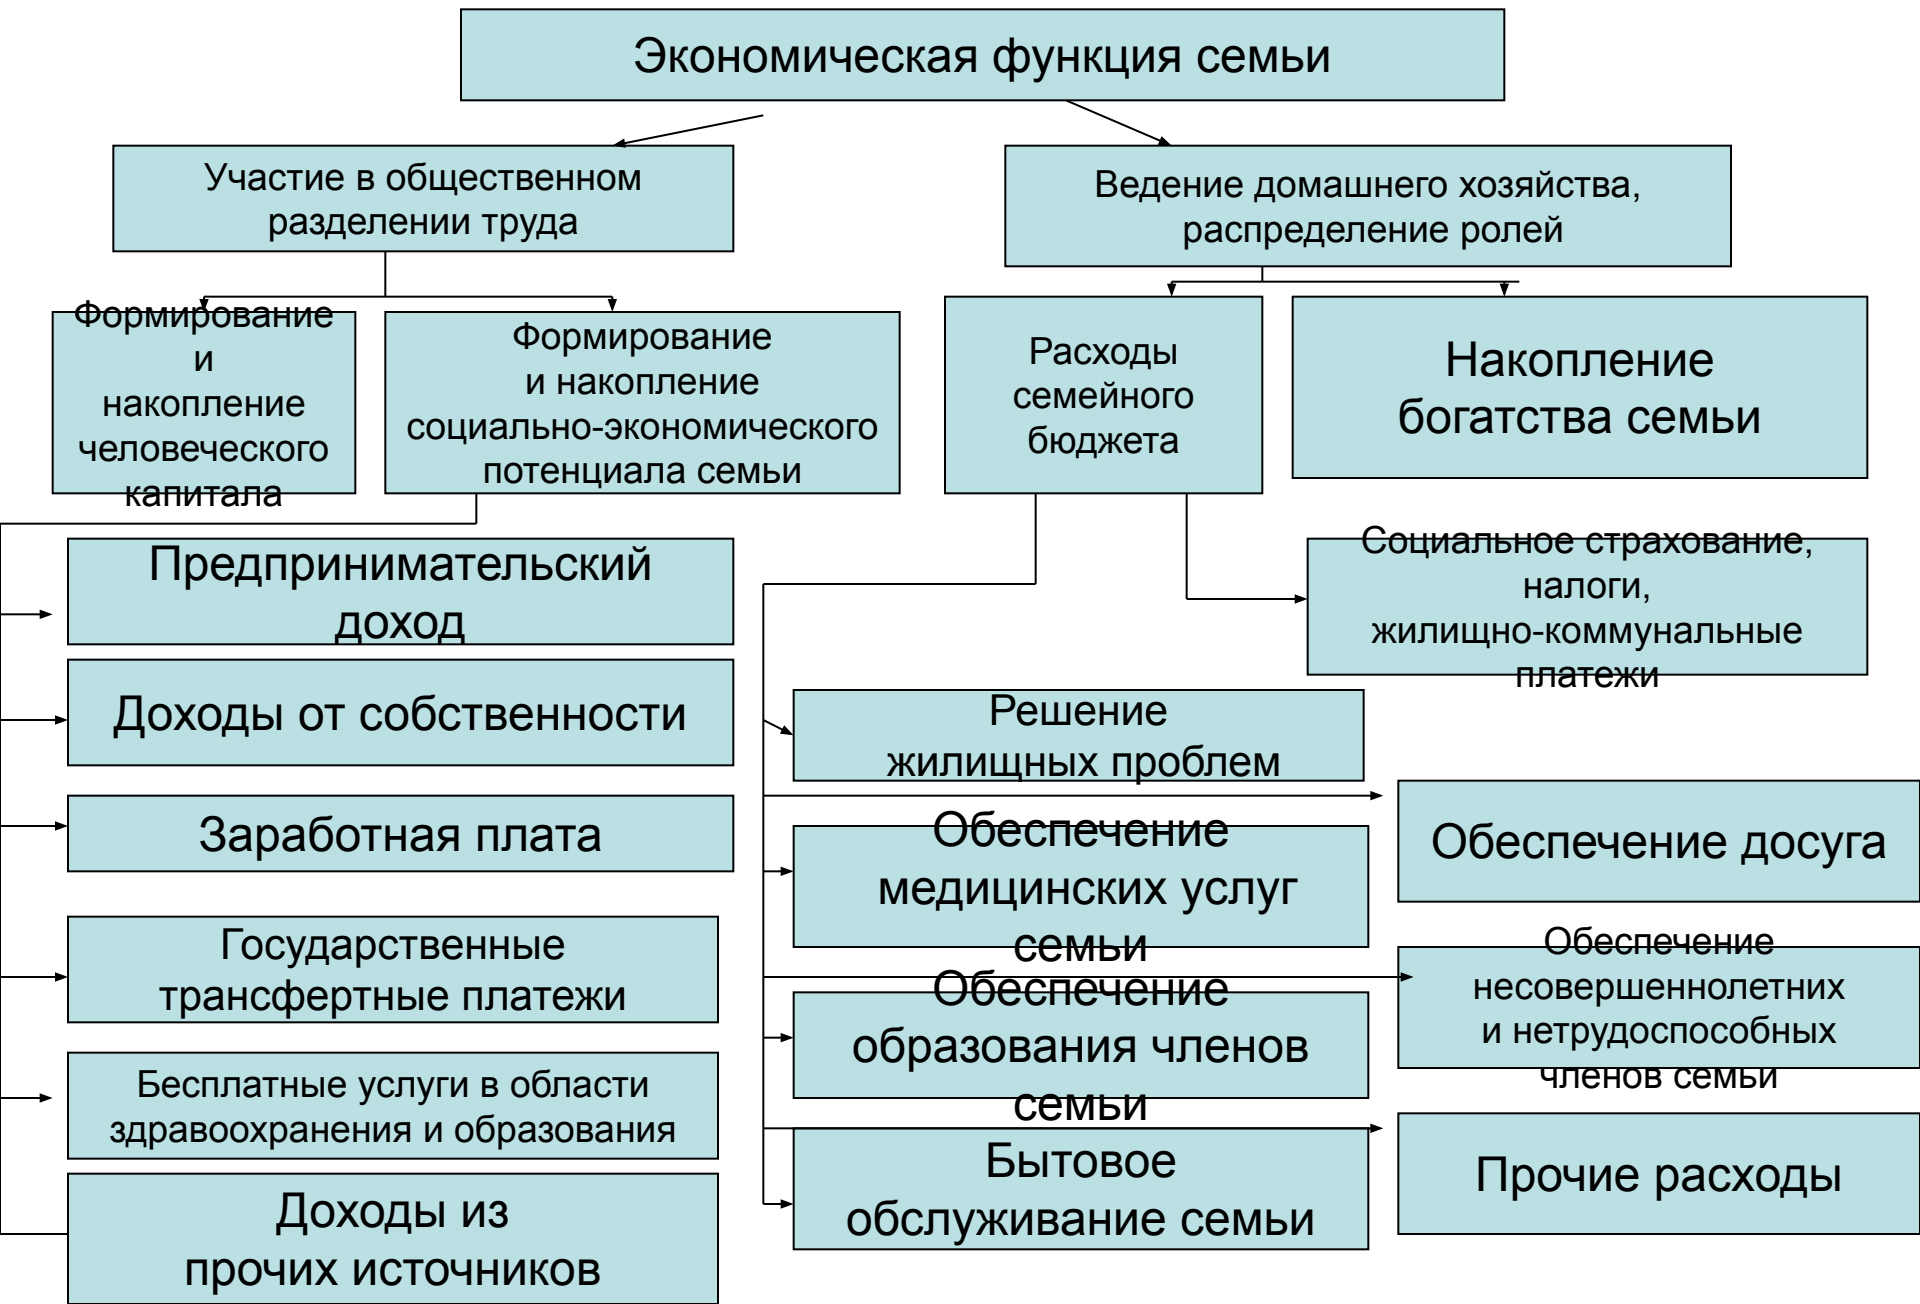 Экономическая функция семьи
Участие в общественном
разделении труда
Ведение домашнего хозяйства,
распределение ролей
Формирование
и
накопление
человеческого
капитала
Формирование
и накопление
социально-экономического
потенциала семьи
Расходы
семейного
бюджета
Накопление
богатства семьи
Предпринимательский
доход
Доходы от собственности
Заработная плата
Государственные
трансфертные платежи
Бесплатные услуги в области
здравоохранения и образования
Доходы из
прочих источников
Социальное страхование,
налоги,
жилищно-коммунальные
платежи
Решение
жилищных проблем
Обеспечение
медицинских услуг
семьи
Обеспечение
образования членов
семьи
Бытовое
обслуживание семьи
Обеспечение досуга
Обеспечение
несовершеннолетних
и нетрудоспособных
членов семьи
Прочие расходы